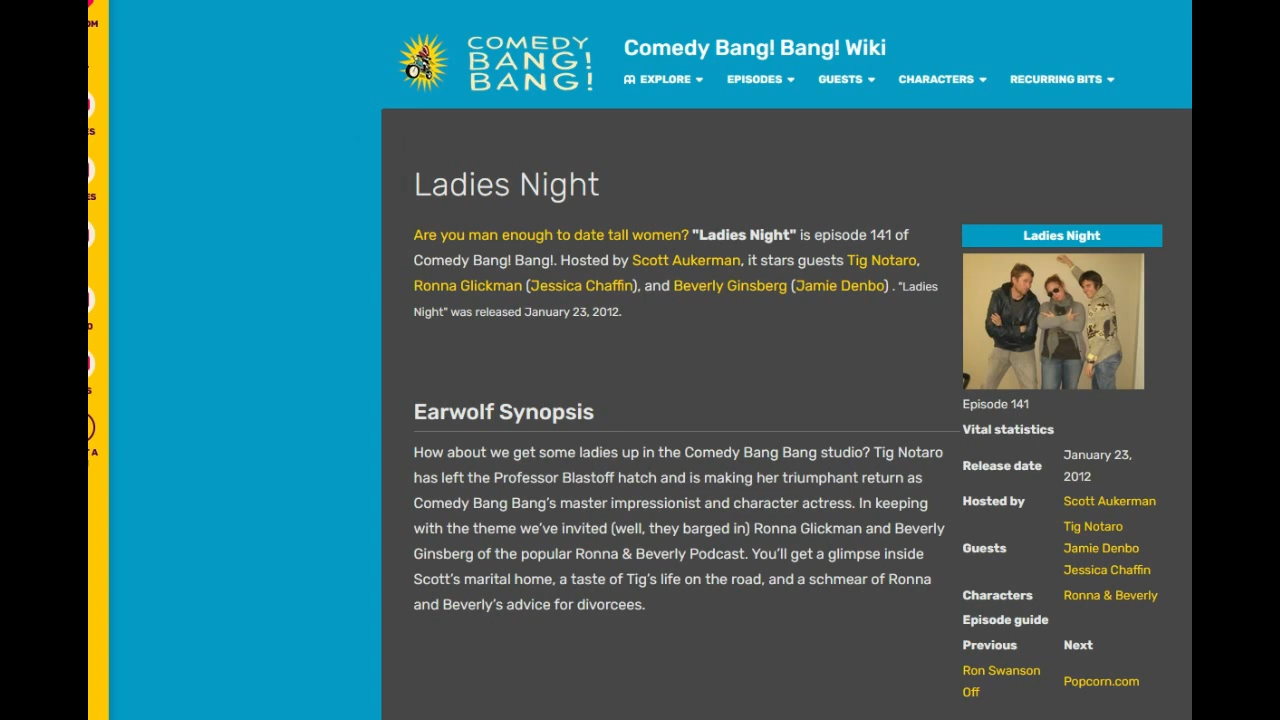 OM
ES
ES
O
S
T A
COMEDY
BANG!
BANG!
Comedy Bang! Bang! Wiki
EXPLORE
EPISODES
GUESTS
CHARACTERS
RECURRING BITS
Ladies Night
Are you man enough to date tall women? "Ladies Night" is episode 141 of
Comedy Bang! Bang!. Hosted by Scott Aukerman, it stars guests Tig Notaro,
Ronna Glickman (Jessica Chaffin), and Beverly Ginsberg (Jamie Denbo) . "Ladies
Night" was released January 23, 2012.
Earwolf Synopsis
How about we get some ladies up in the Comedy Bang Bang studio? Tig Notaro
has left the Professor Blastoff hatch and is making her triumphant return as
Comedy Bang Bang’s master impressionist and character actress. In keeping
with the theme we’ve invited (well, they barged in) Ronna Glickman and Beverly
Ginsberg of the popular Ronna & Beverly Podcast. You’ll get a glimpse inside
Scott’s marital home, a taste of Tig’s life on the road, and a schmear of Ronna
and Beverly’s advice for divorcees.
Ladies Night
Episode 141
Vital statistics
Release date January 23,
2012
Hosted by Scott Aukerman
Tig Notaro
Guests Jamie Denbo
Jessica Chaffin
Characters Ronna & Beverly
Episode guide
Previous Next
Ron Swanson
Off
Popcorn.com